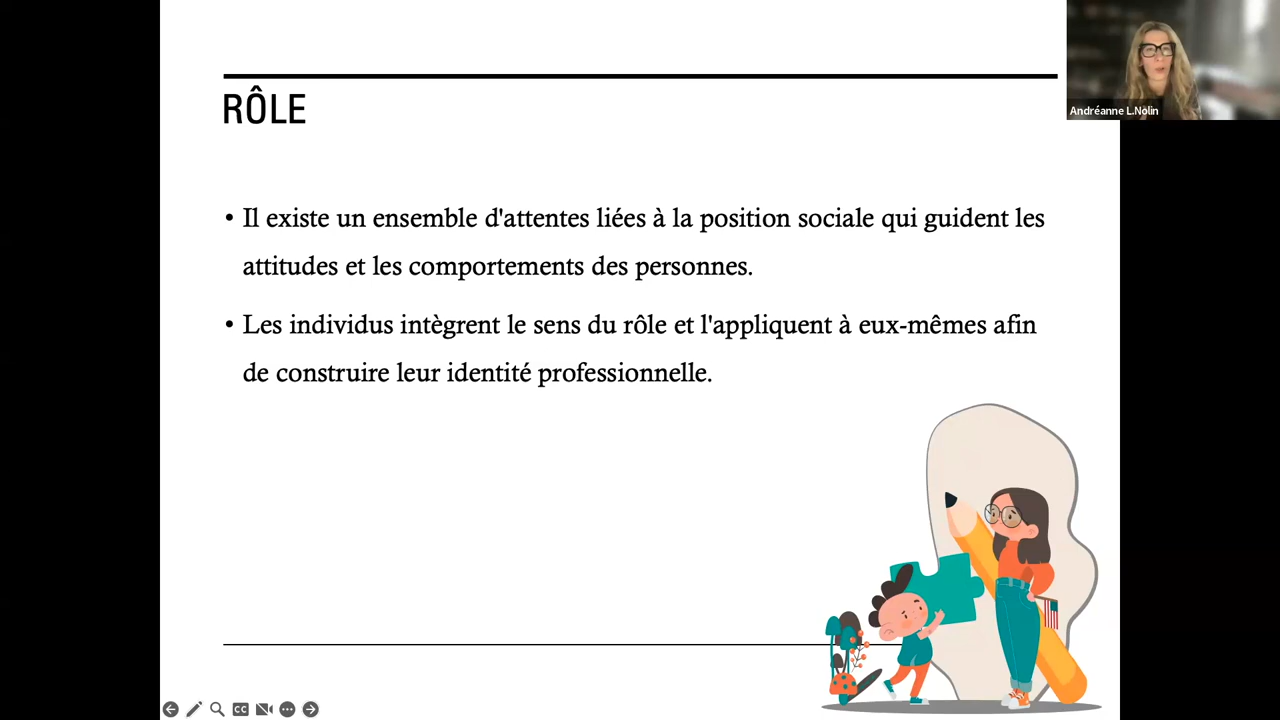 RÔLE
• Il existe un ensemble d'attentes liées à la position sociale qui guident les
attitudes et les comportements des personnes.
• Les individus intègrent le sens du rôle et l'appliquent à eux-mêmes afin
de construire leur identité professionnelle.
Andréanne L.Nolin
CC